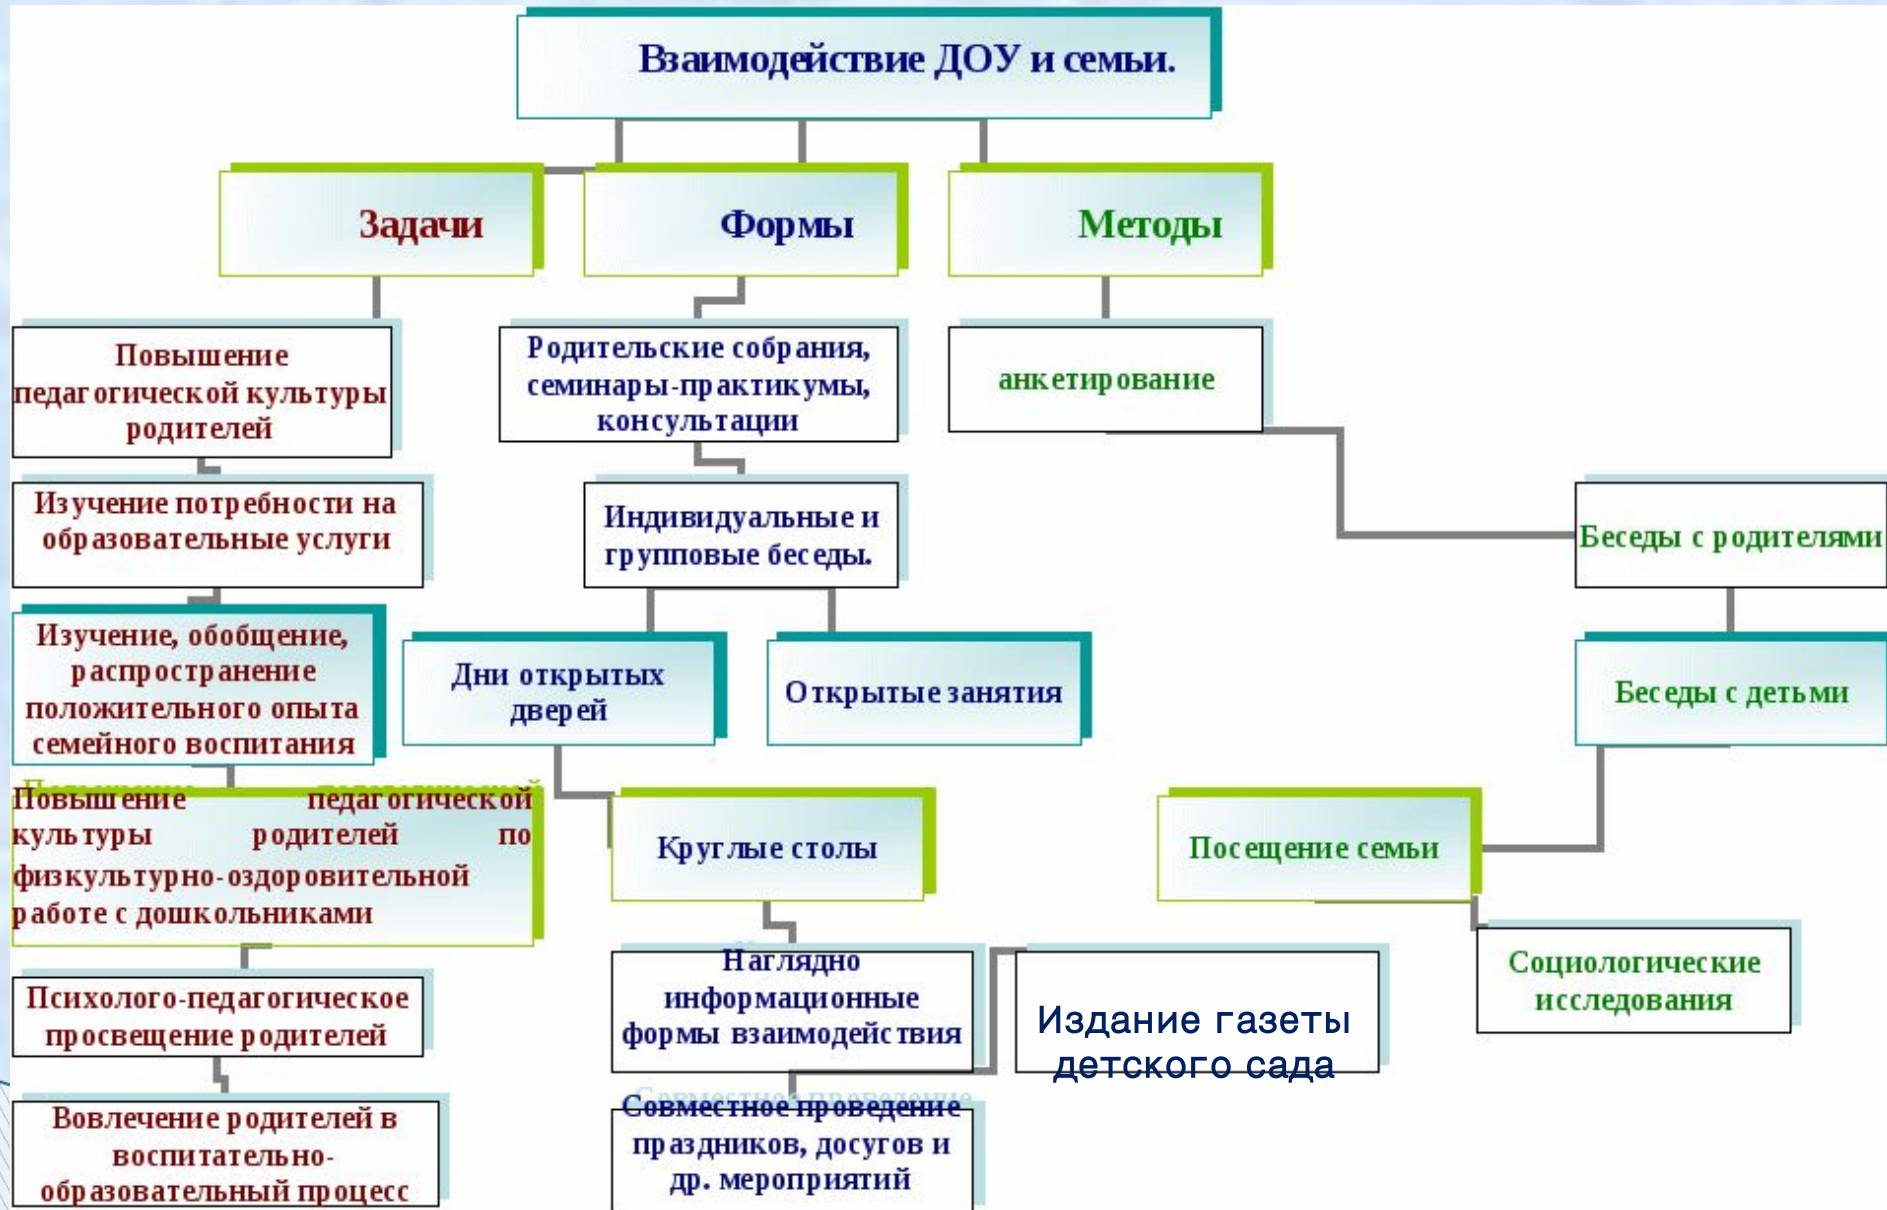 Взаимодействие ДОУ и семьи.
Задачи
Формы
Методы
Повышение
педагогической культуры
родителей
Изучение потребности на
образовательные услуги
Изучение, обобщение,
распространение
положительного опыта
семейного воспитания
Повышение педагогической
культуры родителей по
физкультурно-оздоровительной
работе с дошкольниками
Психолого-педагогическое
просвещение родителей
Вовлечение родителей в
воспитательно-
образовательный процесс
Родительские собрания,
семинары-практикумы,
консультации
Индивидуальные и
групповые беседы.
Дни открытых
дверей
Открытые занятия
Круглые столы
Наглядно
информационные
формы взаимодействия
Издание газеты
детского сада
Совместное проведение
праздников, досугов и
др. мероприятий
анкетирование
Беседы с родителями
Беседы с детьми
Посещение семьи
Социологические
исследования